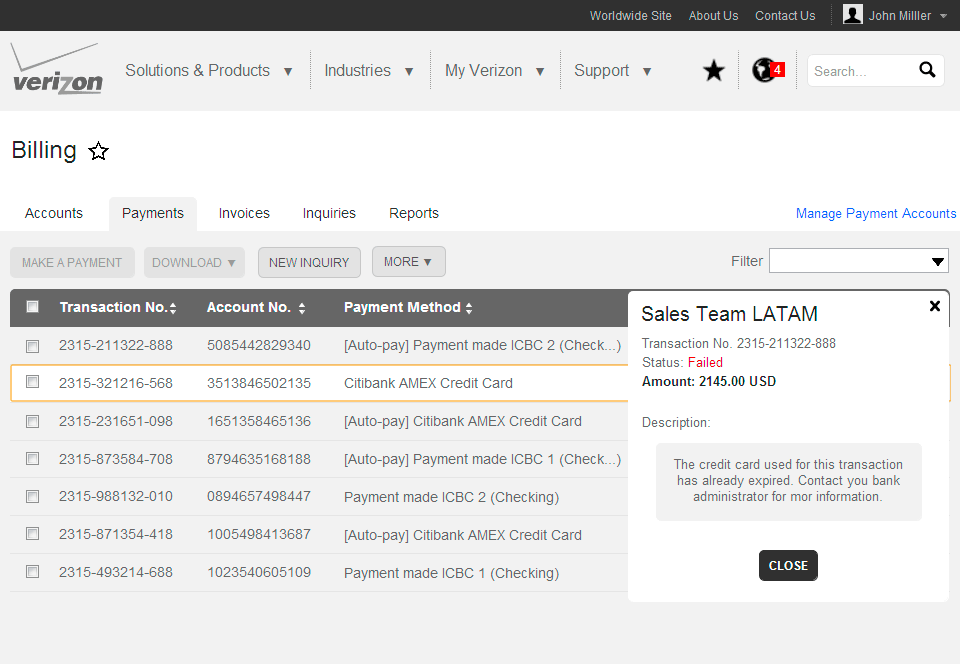 Worldwide Site About Us Contact Us John Milller
verizon Solutions & Products Industries My Verizon Support 4 Search...
Billing
Accounts Payments Invoices Inquiries Reports Manage Payment Accounts
MAKE A PAYMENT DOWNLOAD NEW INQUIRY MORE Filter
Transaction No. Account No. Payment Method
2315-211322-888 5085442829340 [Auto-pay] Payment made ICBC 2 (Check...)
2315-321216-568 3513846502135 Citibank AMEX Credit Card
2315-231651-098 1651358465136 [Auto-pay] Citibank AMEX Credit Card
2315-873584-708 8794635168188 [Auto-pay] Payment made ICBC 1 (Check...)
2315-988132-010 0894657498447 Payment made ICBC 2 (Checking)
2315-871354-418 1005498413687 [Auto-pay] Citibank AMEX Credit Card
2315-493214-688 1023540605109 Payment made ICBC 1 (Checking)
Sales Team LATAM
Transaction No. 2315-211322-888
Status: Failed
Amount: 2145.00 USD
Description:
The credit card used for this transaction
has already expired. Contact you bank
administrator for mor information.
CLOSE